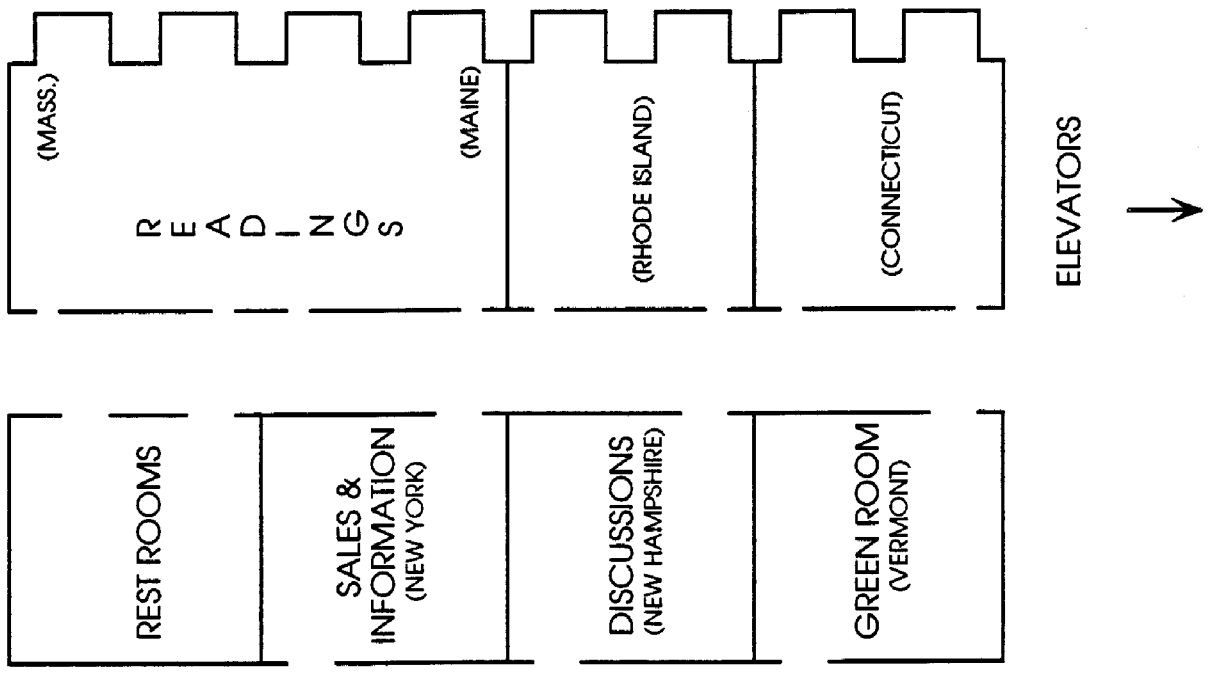 REST ROOMS
SALES &
INFORMATION
(NEW YORK)
DISCUSSIONS
(NEW HAMPSHIRE)
GREEN ROOM
(VERMONT)
(MASS.)
READINGS
(MAINE)
(RHODE ISLAND)
(CONNECTICUT)
ELEVATORS